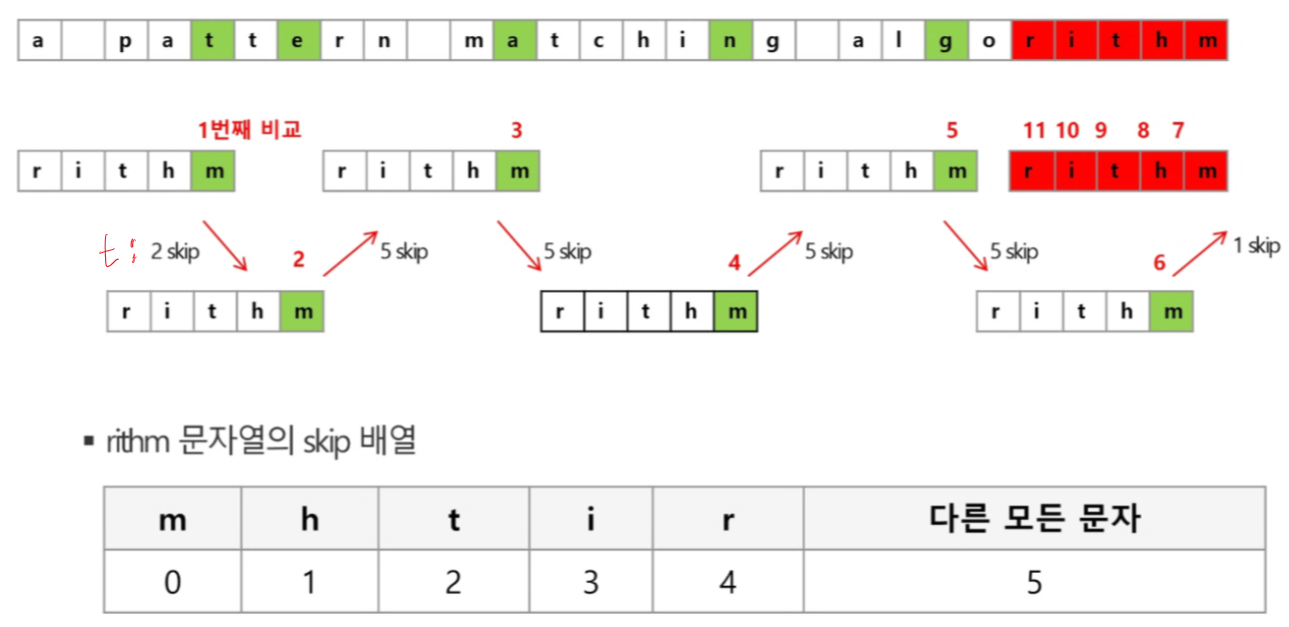 a p a t t e r n m a t c h i n g a l g o r i t h m
1번째 비교 3 5 11 10 9 8 7
r i t h m r i t h m r i t h m r i t h m
t: 2 skip 2 5 skip 5 skip 4 5 skip 5 skip 6 1 skip
r i t h m r i t h m r i t h m
▪ rithm 문자열의 skip 배열
m h t i r 다른 모든 문자
0 1 2 3 4 5